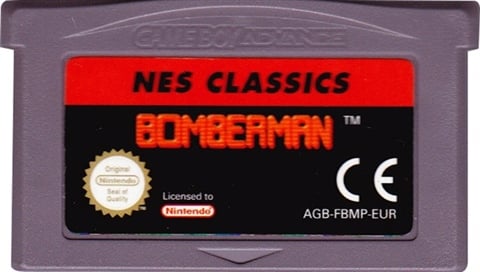 GAME BOY ADVANCE
NES CLASSICS
BOMBERMAN ™
Original
Nintendo
Seal of
Quality
Licensed to
Nintendo
CE
AGB-FBMP-EUR